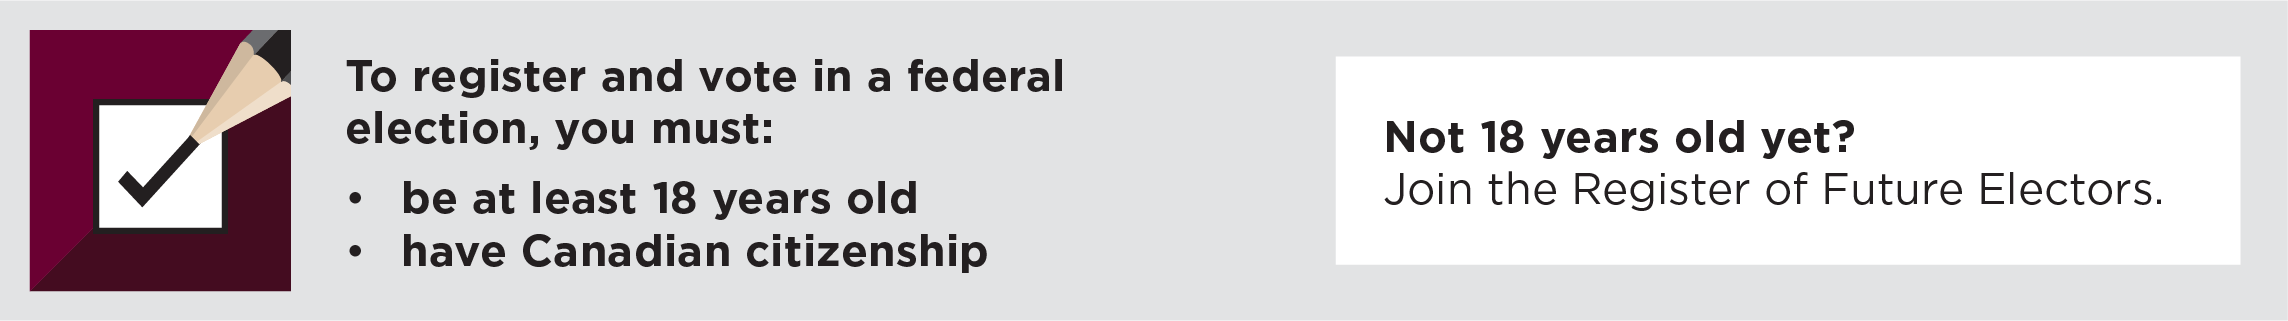 To register and vote in a federal
election, you must:
• be at least 18 years old
• have Canadian citizenship
Not 18 years old yet?
Join the Register of Future Electors.